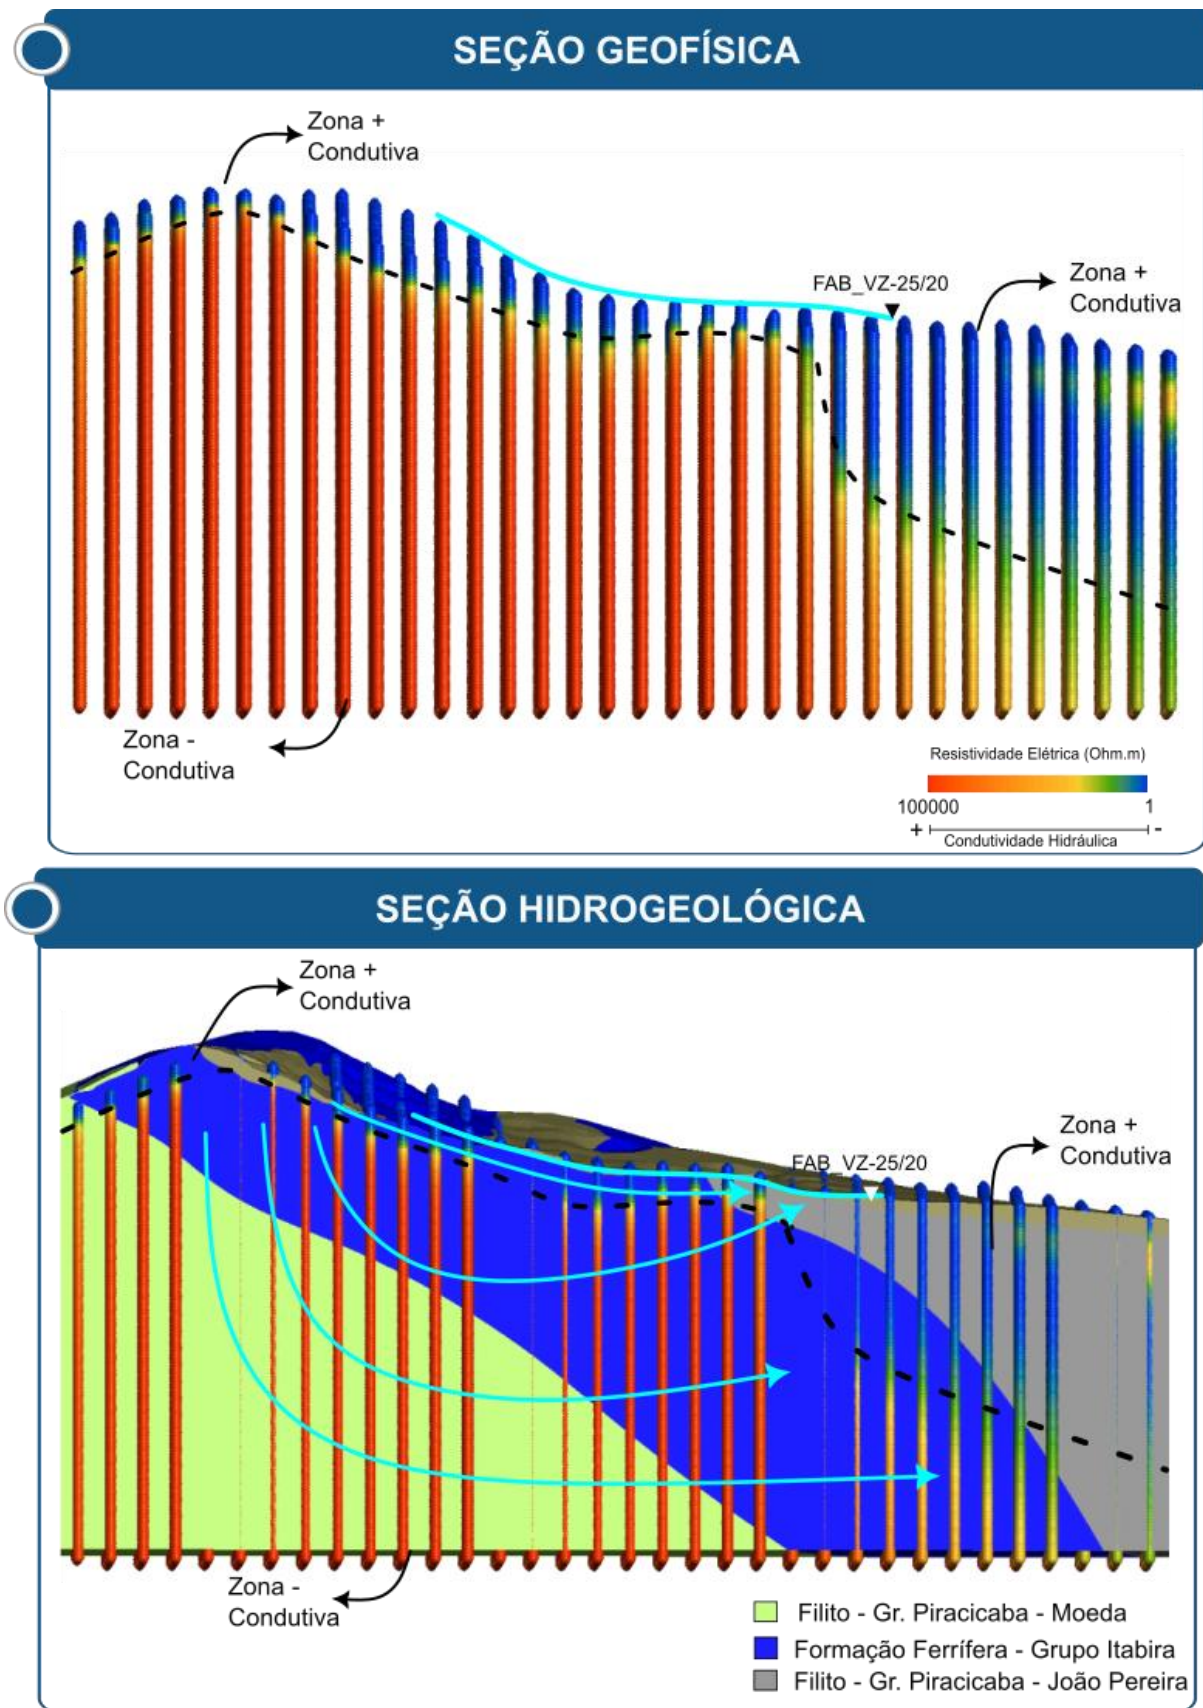 SEÇÃO GEOFÍSICA
Zona +
Condutiva
FAB_VZ-25/20
Zona +
Condutiva
Zona -
Condutiva
Resistividade Elétrica (Ohm.m)
100000 1
+ -
Condutividade Hidráulica
SEÇÃO HIDROGEOLÓGICA
Zona +
Condutiva
Zona +
Condutiva
FAB_VZ-25/20
Zona -
Condutiva
Filito - Gr. Piracicaba - Moeda
Formação Ferrífera - Grupo Itabira
Filito - Gr. Piracicaba - João Pereira